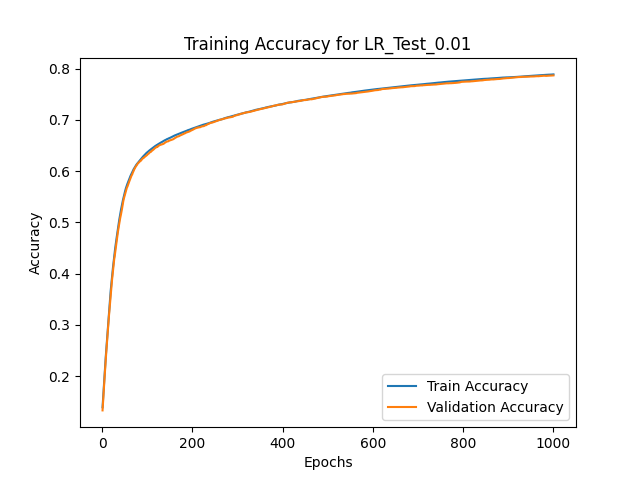 Training Accuracy for LR_Test_0.01
Accuracy
0.8
0.7
0.6
0.5
0.4
0.3
0.2
Train Accuracy
Validation Accuracy
0 200 400 600 800 1000
Epochs